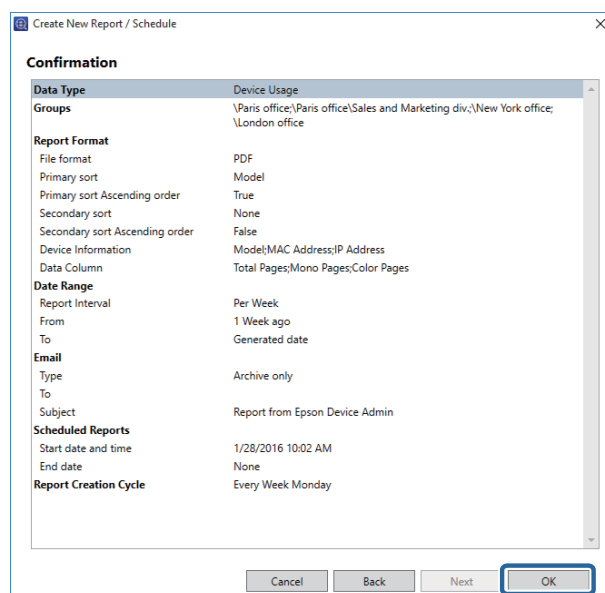 Create New Report / Schedule
Confirmation
Data Type Device Usage
Groups \Paris office;\Paris office\Sales and Marketing div.;\New York office;
\London office
Report Format
File format PDF
Primary sort Model
Primary sort Ascending order True
Secondary sort None
Secondary sort Ascending order False
Device Information Model;MAC Address;IP Address
Data Column Total Pages;Mono Pages;Color Pages
Date Range
Report Interval Per Week
From 1 Week ago
To Generated date
Email
Type Archive only
To
Subject Report from Epson Device Admin
Scheduled Reports
Start date and time 1/28/2016 10:02 AM
End date None
Report Creation Cycle Every Week Monday
Cancel Back Next OK